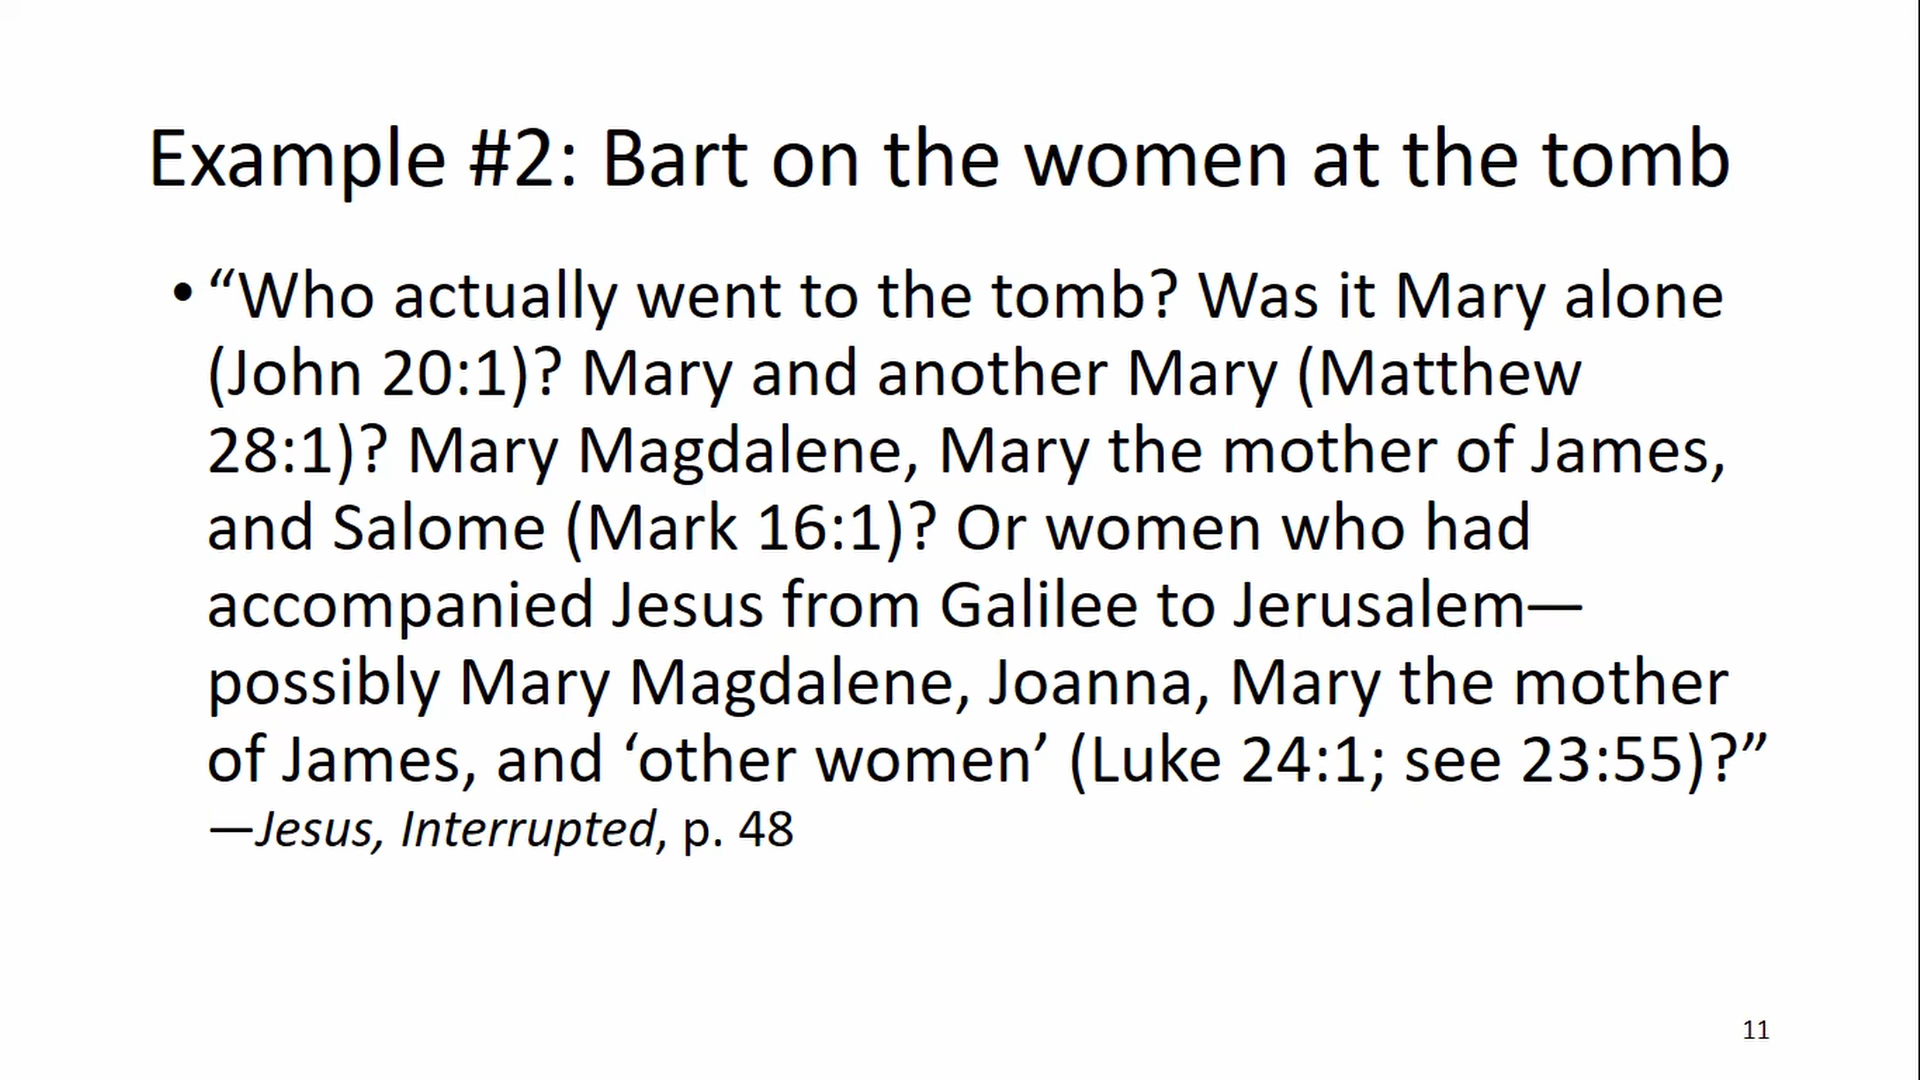 Example #2: Bart on the women at the tomb
• “Who actually went to the tomb? Was it Mary alone
(John 20:1)? Mary and another Mary (Matthew
28:1)? Mary Magdalene, Mary the mother of James,
and Salome (Mark 16:1)? Or women who had
accompanied Jesus from Galilee to Jerusalem—
possibly Mary Magdalene, Joanna, Mary the mother
of James, and ‘other women’ (Luke 24:1; see 23:55)?”
—Jesus, Interrupted, p. 48
11